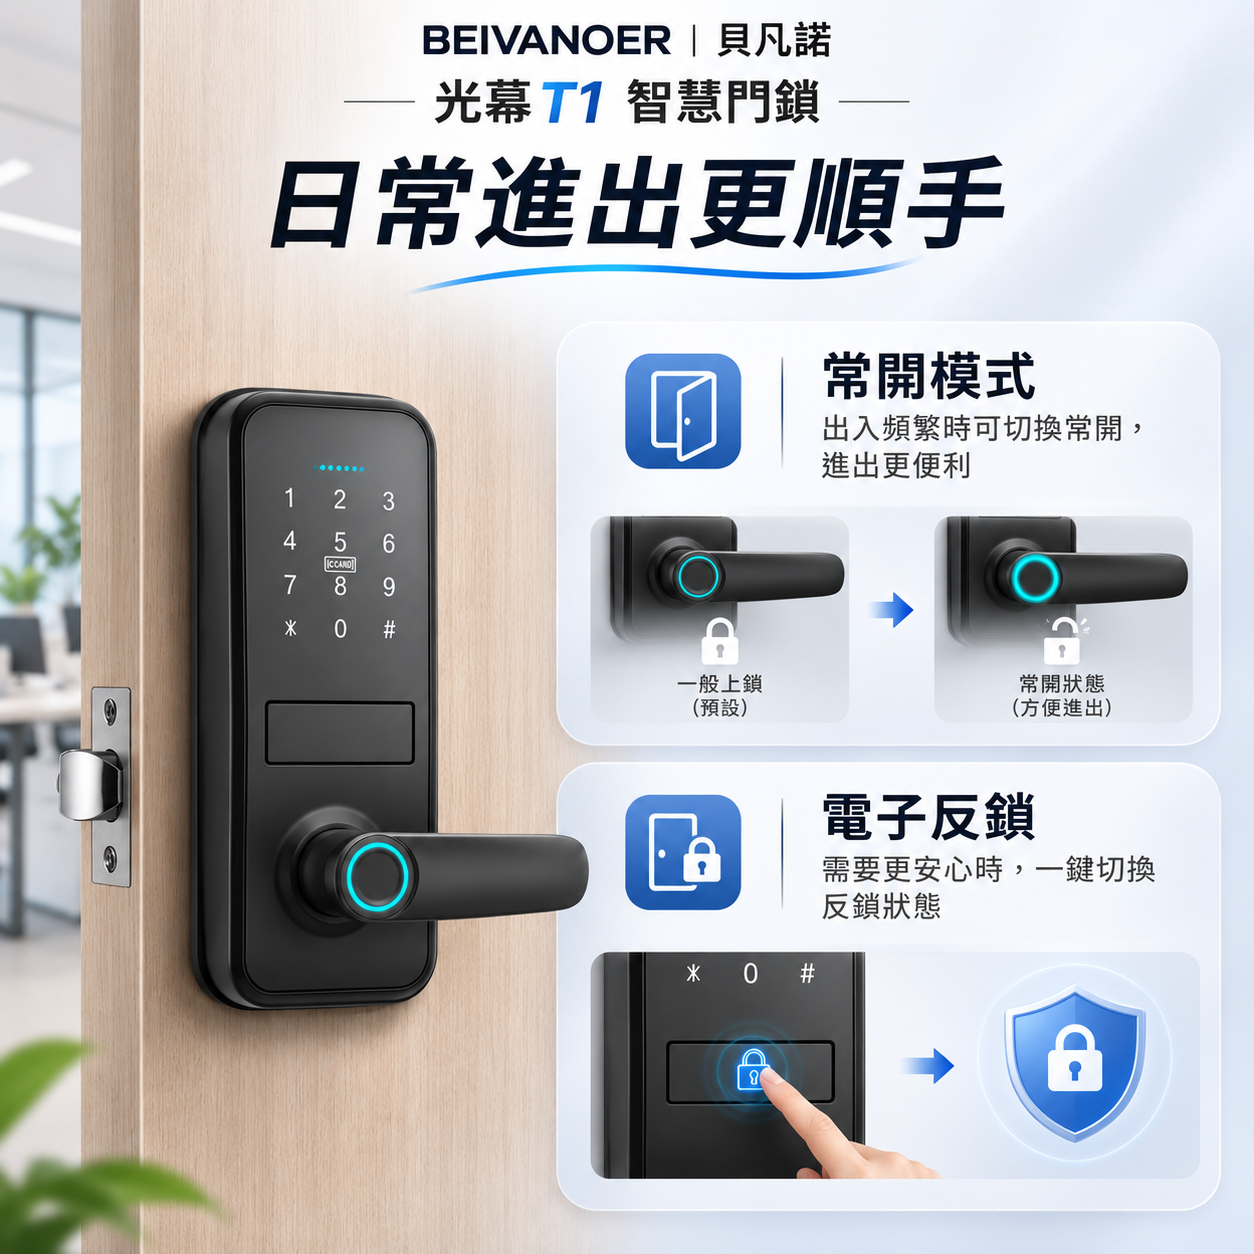 BEIVANOER | 貝凡諾
光幕 T1 智慧門鎖
日常進出更順手
1 2 3
4 5 6
7 8 9
* 0 #
常開模式
出入頻繁時可切換常開，
進出更便利
一般上鎖
(預設)
常開狀態
(方便進出)
電子反鎖
需要更安心時，一鍵切換
反鎖狀態
* 0 #